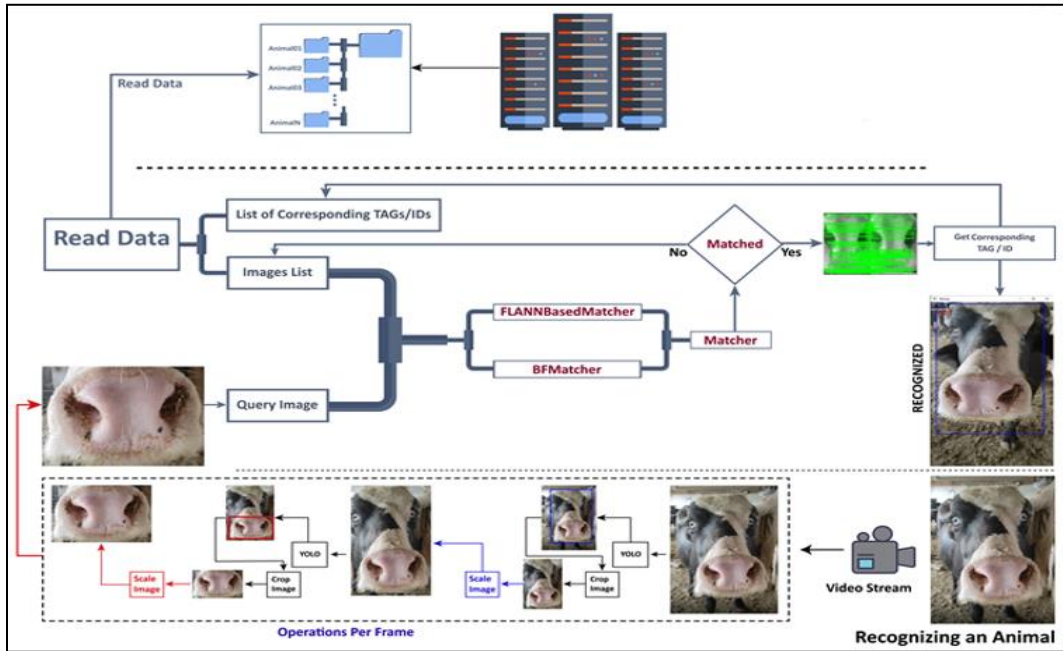 Animal01
Animal02
Animal03
AnimalN
Read Data
Read Data
List of Corresponding TAGs/IDs
Images List
No
Matched
Yes
Get Corresponding
TAG / ID
FLANNBasedMatcher
BFMatcher
Matcher
Query Image
RECOGNIZED
YOLO
Crop
Image
Scale
Image
YOLO
Crop
Image
Scale
Image
Video Stream
Operations Per Frame
Recognizing an Animal